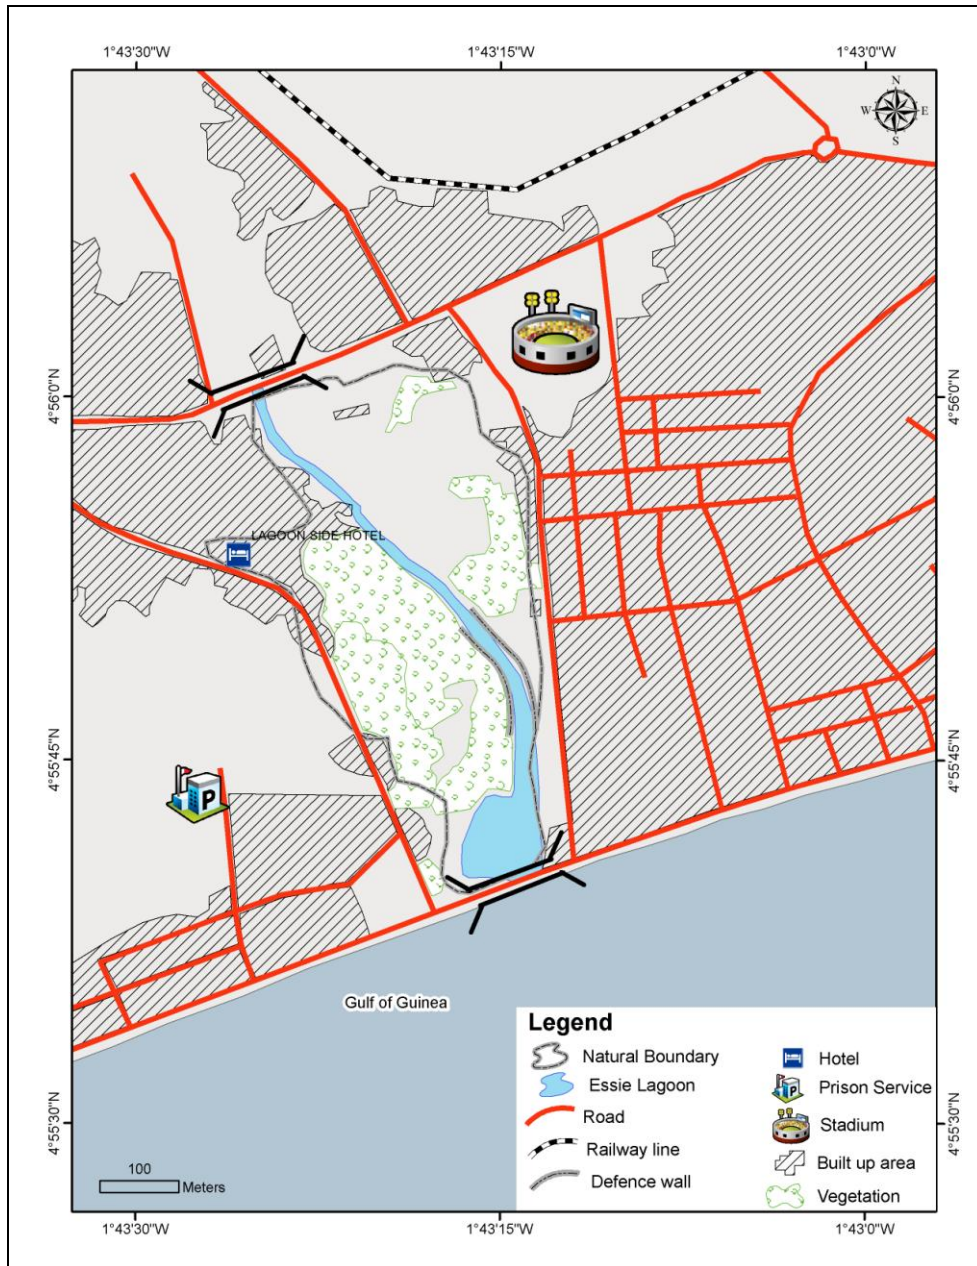 1°43'30"W
1°43'15"W
1°43'0"W
N
W
E
S
4°56'0"N
4°56'0"N
LAGOON SIDE HOTEL
4°55'45"N
4°55'45"N
P
Gulf of Guinea
Legend
Natural Boundary
Essie Lagoon
Road
Railway line
Defence wall
Hotel
P
Prison Service
Stadium
Built up area
Vegetation
4°55'30"N
4°55'30"N
100
Meters
1°43'30"W
1°43'15"W
1°43'0"W